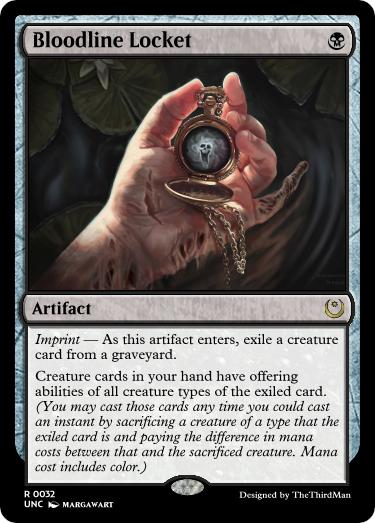 Bloodline Locket
Artifact
Imprint — As this artifact enters, exile a creature
card from a graveyard.
Creature cards in your hand have offering
abilities of all creature types of the exiled card.
(You may cast those cards any time you could cast
an instant by sacrificing a creature of a type that the
exiled card is and paying the difference in mana
costs between that and the sacrificed creature. Mana
cost includes color.)
R 0032
UNC MARGAWART
Designed by TheThirdMan